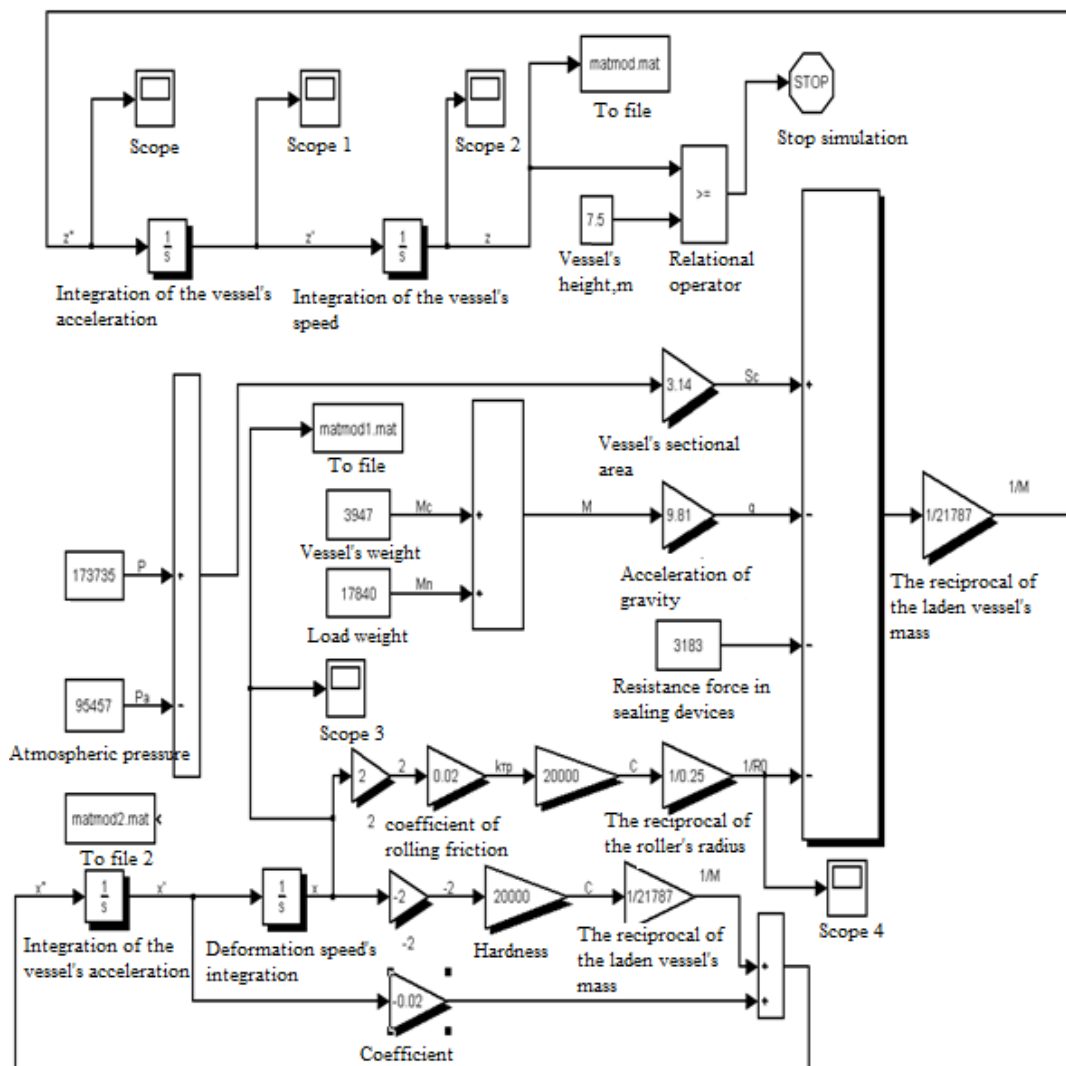 matmod.mat
To file
STOP
Stop simulation
Scope
Scope 1
Scope 2
>=
7.5
Vessel's
height,m
Relational
operator
z"
1
s
z'
1
s
z
Integration of the vessel's
acceleration
Integration of the vessel's
speed
3.14
Sc
+
Vessel's sectional
area
matmod1.mat
To file
3947
Mc
+
Vessel's weight
17840
Mn
+
Load weight
M
9.81
g
-
Acceleration of
gravity
1/21787
1/M
The reciprocal of
the laden vessel's
mass
173735
P
+
95457
Pa
-
Atmospheric pressure
3183
-
Resistance force in
sealing devices
Scope 3
2
2
2
0.02
kтр
coefficient of
rolling friction
20000
C
1/0.25
1/R0
-
The reciprocal of
the roller's radius
matmod2.mat
To file 2
x"
1
s
x'
Integration of the
vessel's acceleration
1
s
x
Deformation speed's
integration
-2
-2
-2
20000
C
Hardness
1/21787
1/M
The reciprocal of
the laden vessel's
mass
Scope 4
+
+
-0.02
Coefficient